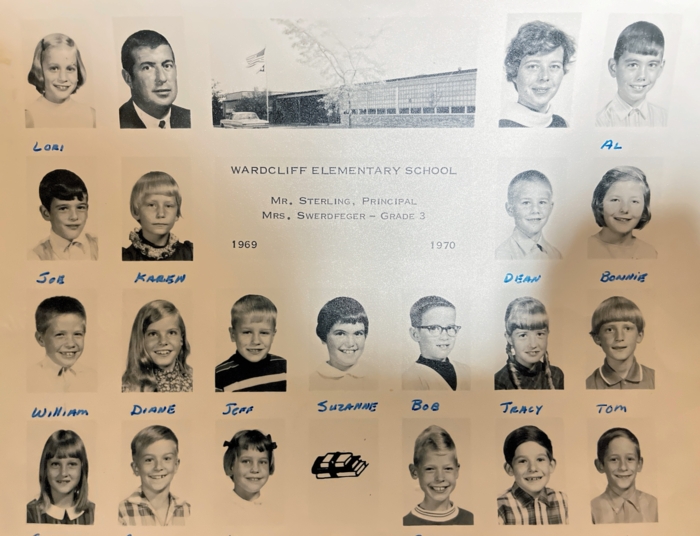 LORI
AL
WARDCLIFF ELEMENTARY SCHOOL
MR. STERLING, PRINCIPAL
MRS. SWERDFEGER – GRADE 3
1969 1970
JOE KAREN DEAN BONNIE
WILLIAM DIANE JEFF SUZANNE BOB TRACY TOM